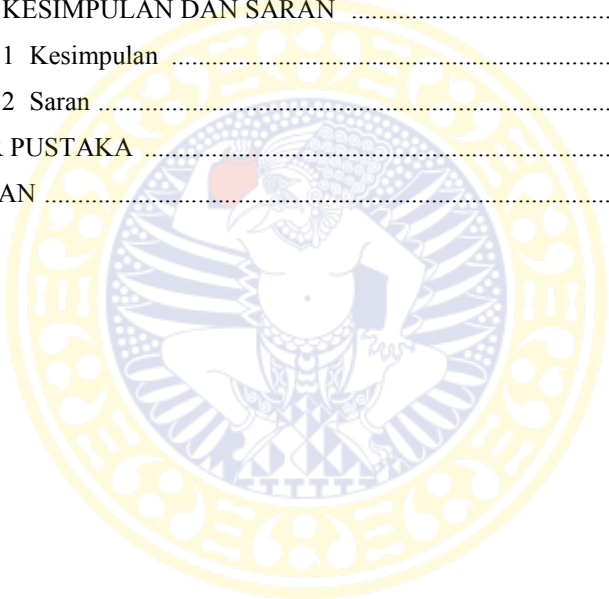 KESIMPULAN DAN SARAN ..........................................
1 Kesimpulan ......................................................................
2 Saran ................................................................................
R PUSTAKA .........................................................................
AN ........................................................................................